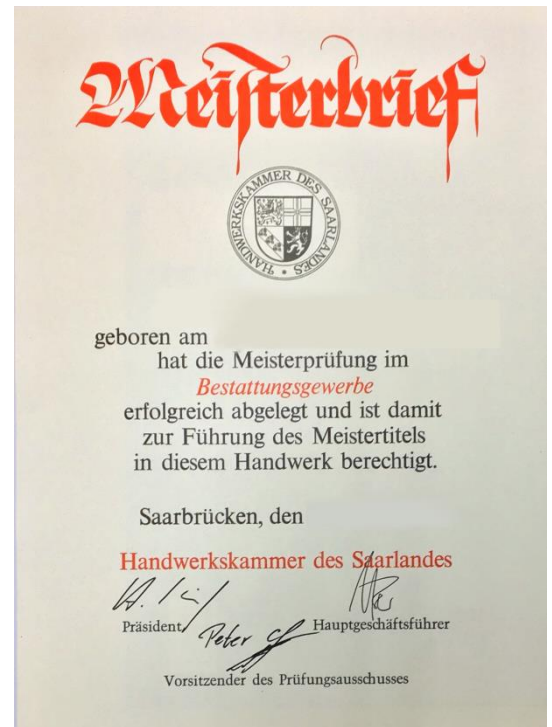 Meisterbrief
HANDWERKSKAMMER DES SAARLANDES
geboren am
hat die Meisterprüfung im
Bestattungsgewerbe
erfolgreich abgelegt und ist damit
zur Führung des Meistertitels
in diesem Handwerk berechtigt.
Saarbrücken, den
Handwerkskammer des Saarlandes
Präsident
Hauptgeschäftsführer
Peter
Vorsitzender des Prüfungsausschusses